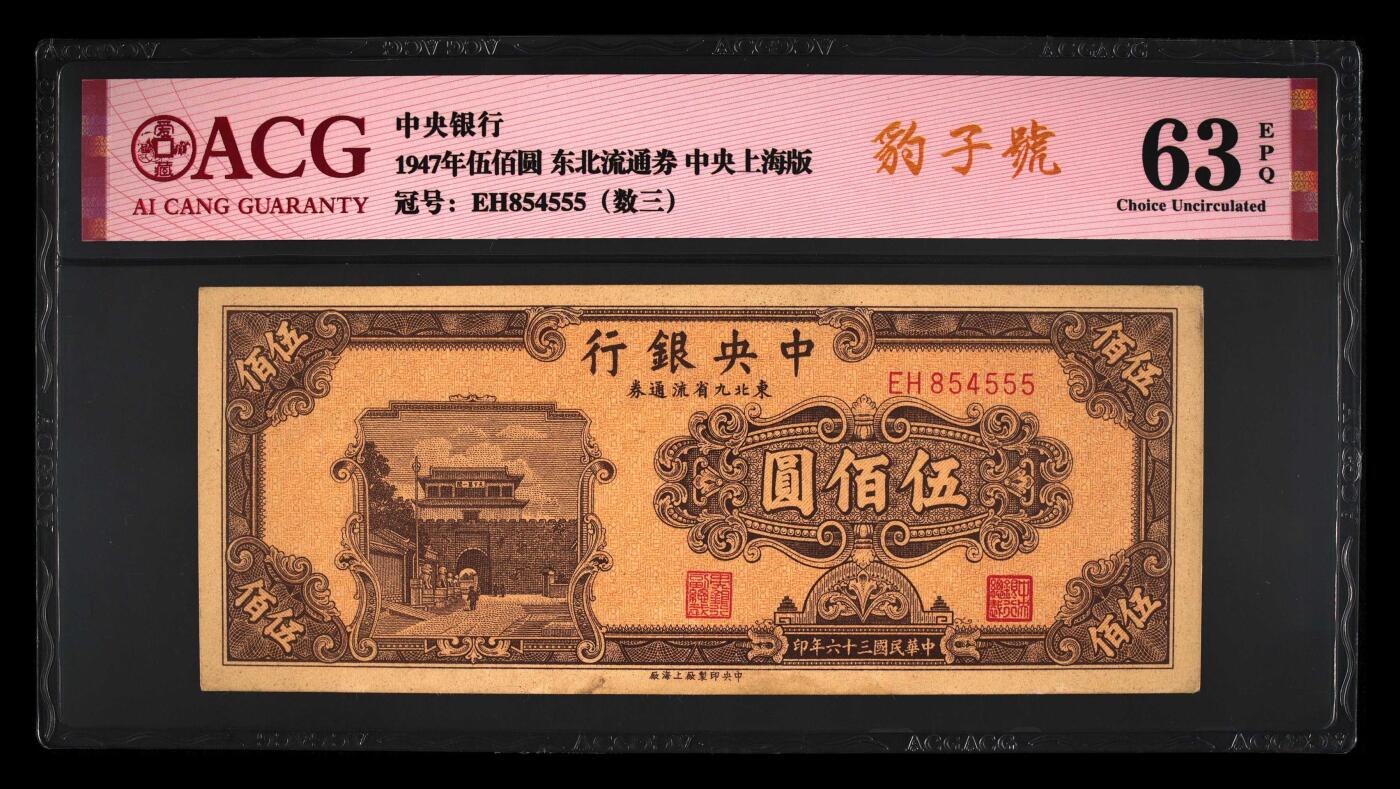 ACG
AI CANG GUARANTY
中央银行
1947年伍佰圓 东北流通券 中央上海版
冠号：EH854555（数三）
豹子號
63
EPQ
Choice Uncirculated
行銀央中
券通流省九北東
EH 854555
伍佰
伍佰
圓佰伍
伍佰
伍佰
印年六十三國民華中
廠海上廠製印央中
ACGACG